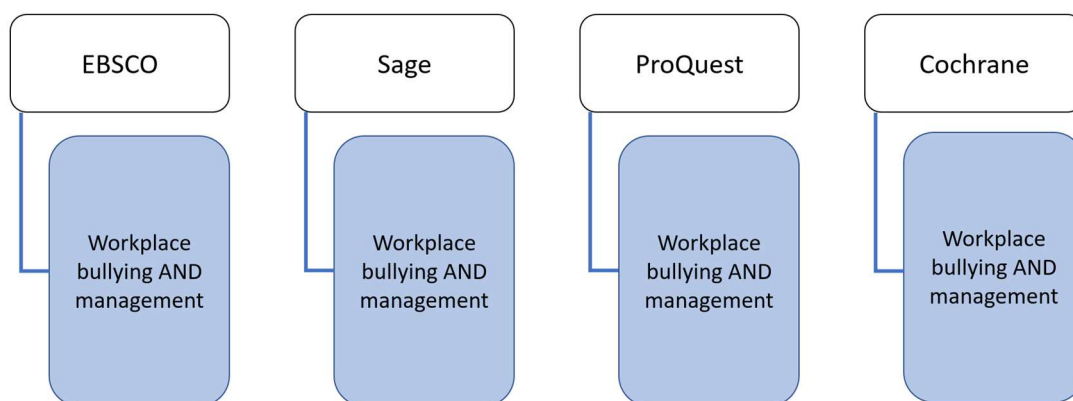 EBSCO
Workplace
bullying AND
management
Sage
Workplace
bullying AND
management
ProQuest
Workplace
bullying AND
management
Cochrane
Workplace
bullying AND
management